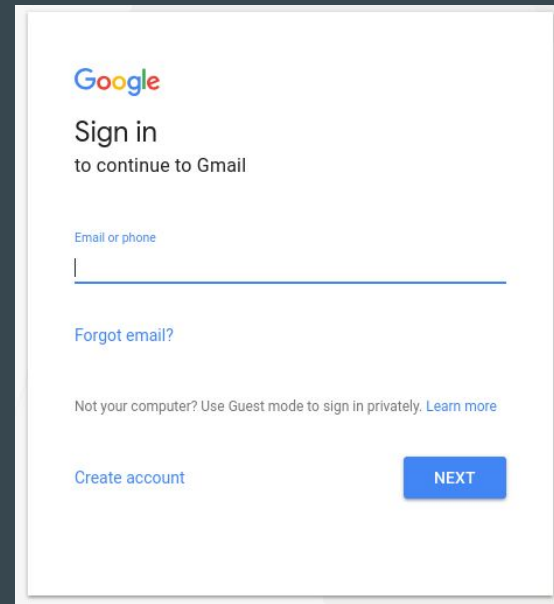 Google
Sign in
to continue to Gmail
Email or phone
Forgot email?
Not your computer? Use Guest mode to sign in privately. Learn more
Create account NEXT